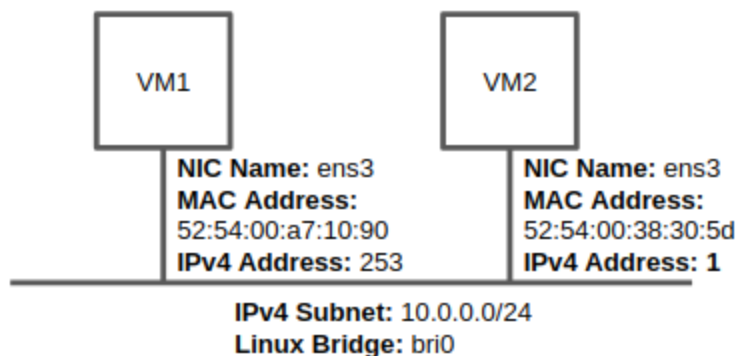 VM1
VM2
NIC Name: ens3
MAC Address:
52:54:00:a7:10:90
IPv4 Address: 253
NIC Name: ens3
MAC Address:
52:54:00:38:30:5d
IPv4 Address: 1
IPv4 Subnet: 10.0.0.0/24
Linux Bridge: bri0